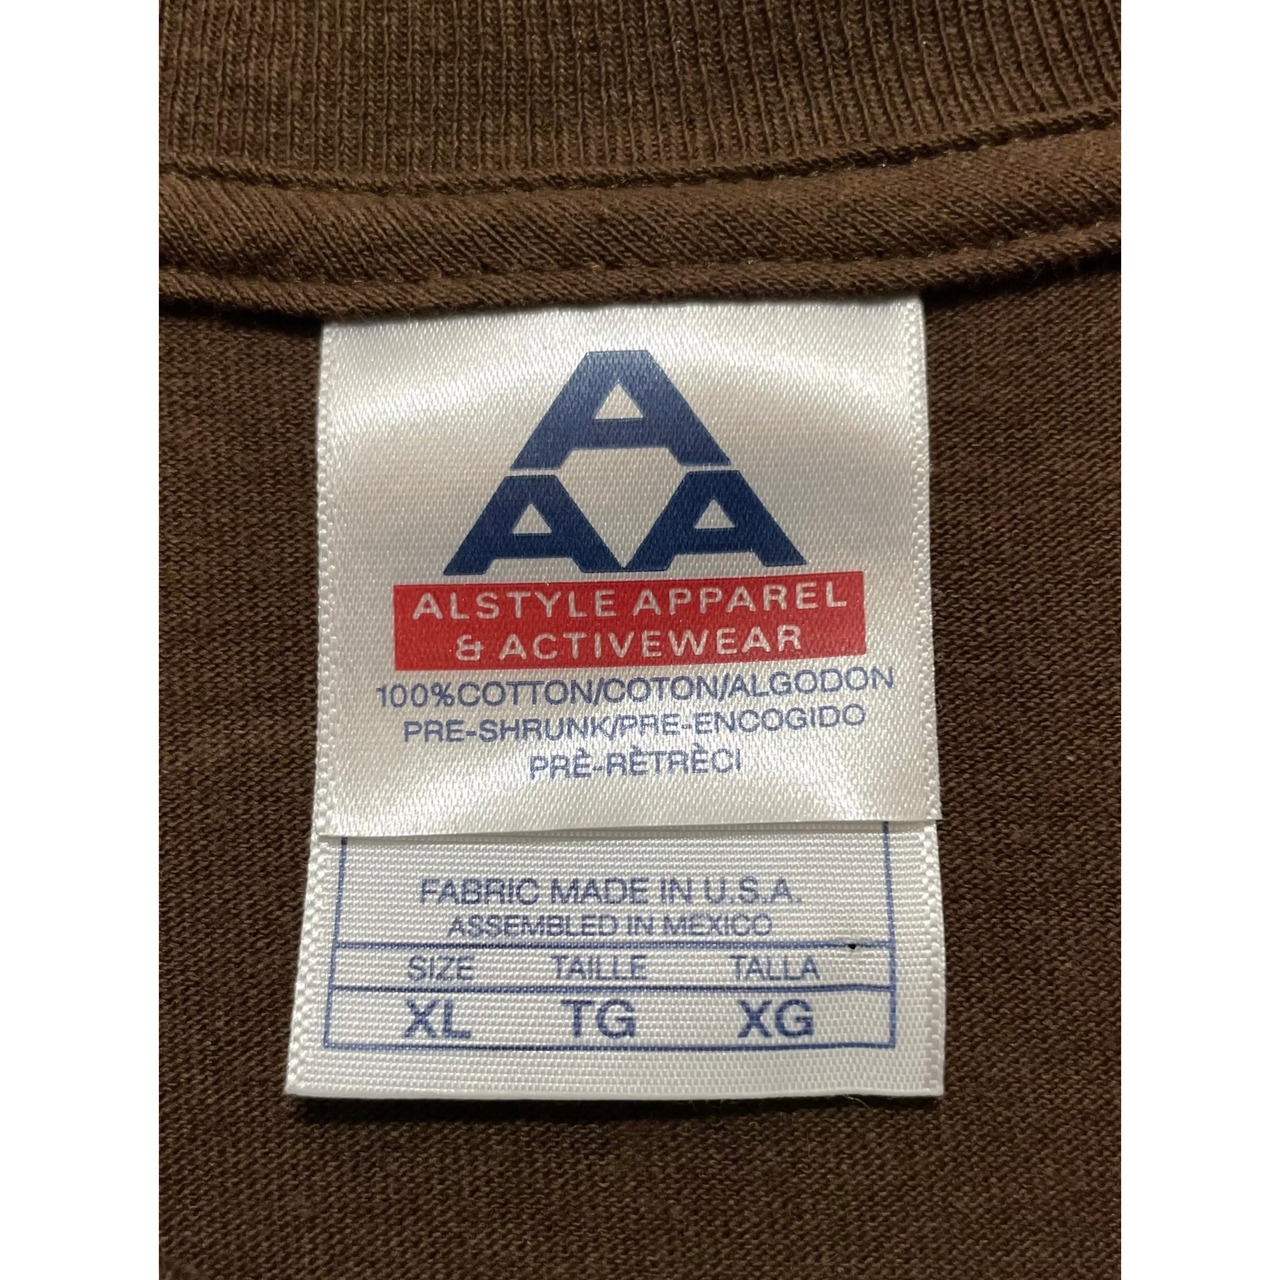 A
A A
ALSTYLE APPAREL
& ACTIVEWEAR
100%COTTON/COTON/ALGODON
PRE-SHRUNK/PRE-ENCOGIDO
PRÈ-RÈTRÈCI
FABRIC MADE IN U.S.A.
ASSEMBLED IN MEXICO
SIZE TAILLE TALLA
XL TG XG